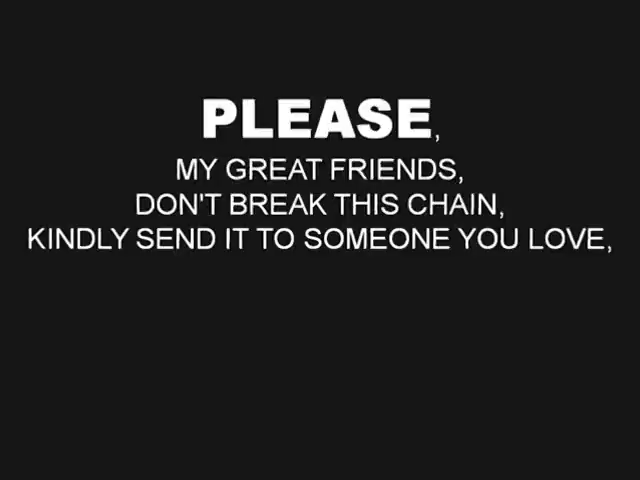 PLEASE,
MY GREAT FRIENDS,
DON'T BREAK THIS CHAIN,
KINDLY SEND IT TO SOMEONE YOU LOVE,